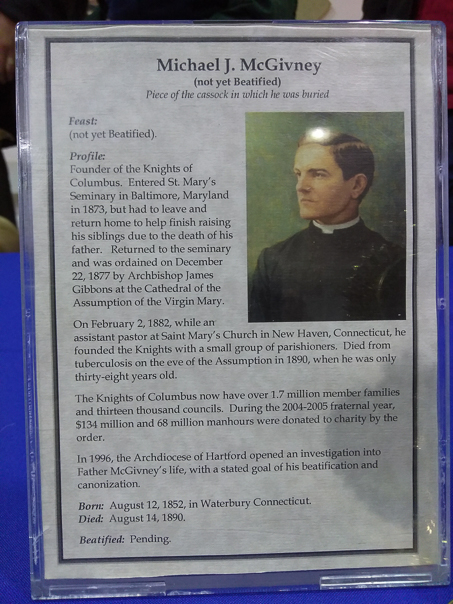 Michael J. McGivney
(not yet Beatified)
Piece of the cassock in which he was buried
Feast:
(not yet Beatified).
Profile:
Founder of the Knights of
Columbus. Entered St. Mary's
Seminary in Baltimore, Maryland
in 1873, but had to leave and
return home to help finish raising
his siblings due to the death of his
father. Returned to the seminary
and was ordained on December
22, 1877 by Archbishop James
Gibbons at the Cathedral of the
Assumption of the Virgin Mary.
On February 2, 1882, while an
assistant pastor at Saint Mary's Church in New Haven, Connecticut, he
founded the Knights with a small group of parishioners. Died from
tuberculosis on the eve of the Assumption in 1890, when he was only
thirty-eight years old.
The Knights of Columbus now have over 1.7 million member families
and thirteen thousand councils. During the 2004-2005 fraternal year,
$134 million and 68 million manhours were donated to charity by the
order.
In 1996, the Archdiocese of Hartford opened an investigation into
Father McGivney's life, with a stated goal of his beatification and
canonization.
Born: August 12, 1852, in Waterbury Connecticut.
Died: August 14, 1890.
Beatified: Pending.